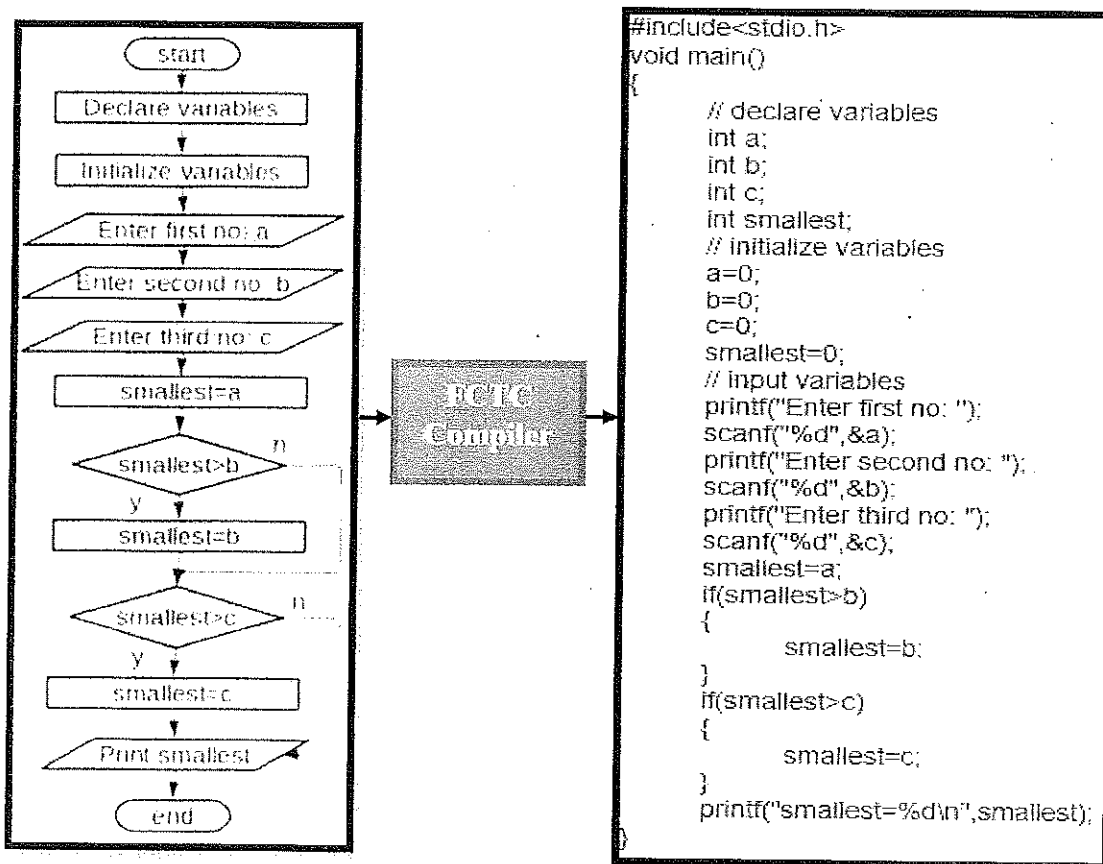 start
Declare variables
Initialize variables
Enter first no: a
Enter second no: b
Enter third no: c
smallest=a
smallest>b
n
y
smallest=b
smallest>c
n
y
smallest=c
Print smallest
end
FCTC
Compiler
#include<stdio.h>
void main()
{
// declare variables
int a;
int b;
int c;
int smallest;
// initialize variables
a=0;
b=0;
c=0;
smallest=0;
// input variables
printf("Enter first no: ");
scanf("%d",&a);
printf("Enter second no: ");
scanf("%d",&b);
printf("Enter third no: ");
scanf("%d",&c);
smallest=a;
if(smallest>b)
{
smallest=b;
}
if(smallest>c)
{
smallest=c;
}
printf("smallest=%d\n",smallest);
}